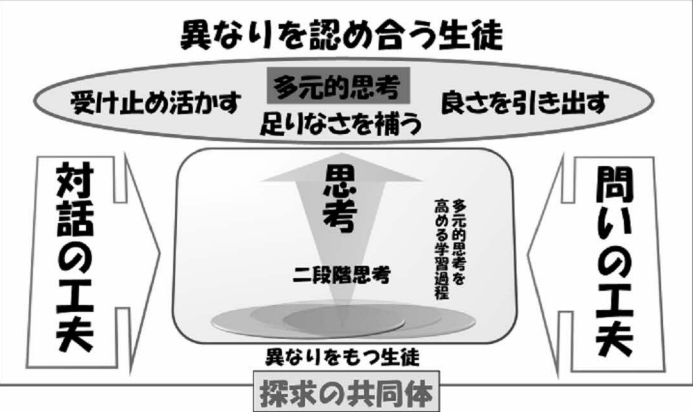 異なりを認め合う生徒
多元的思考
受け止め活かす
良さを引き出す
足りなさを補う
対話の工夫
思考
多元的思考を
高める学習過程
二段階思考
問いの工夫
異なりをもつ生徒
探求の共同体